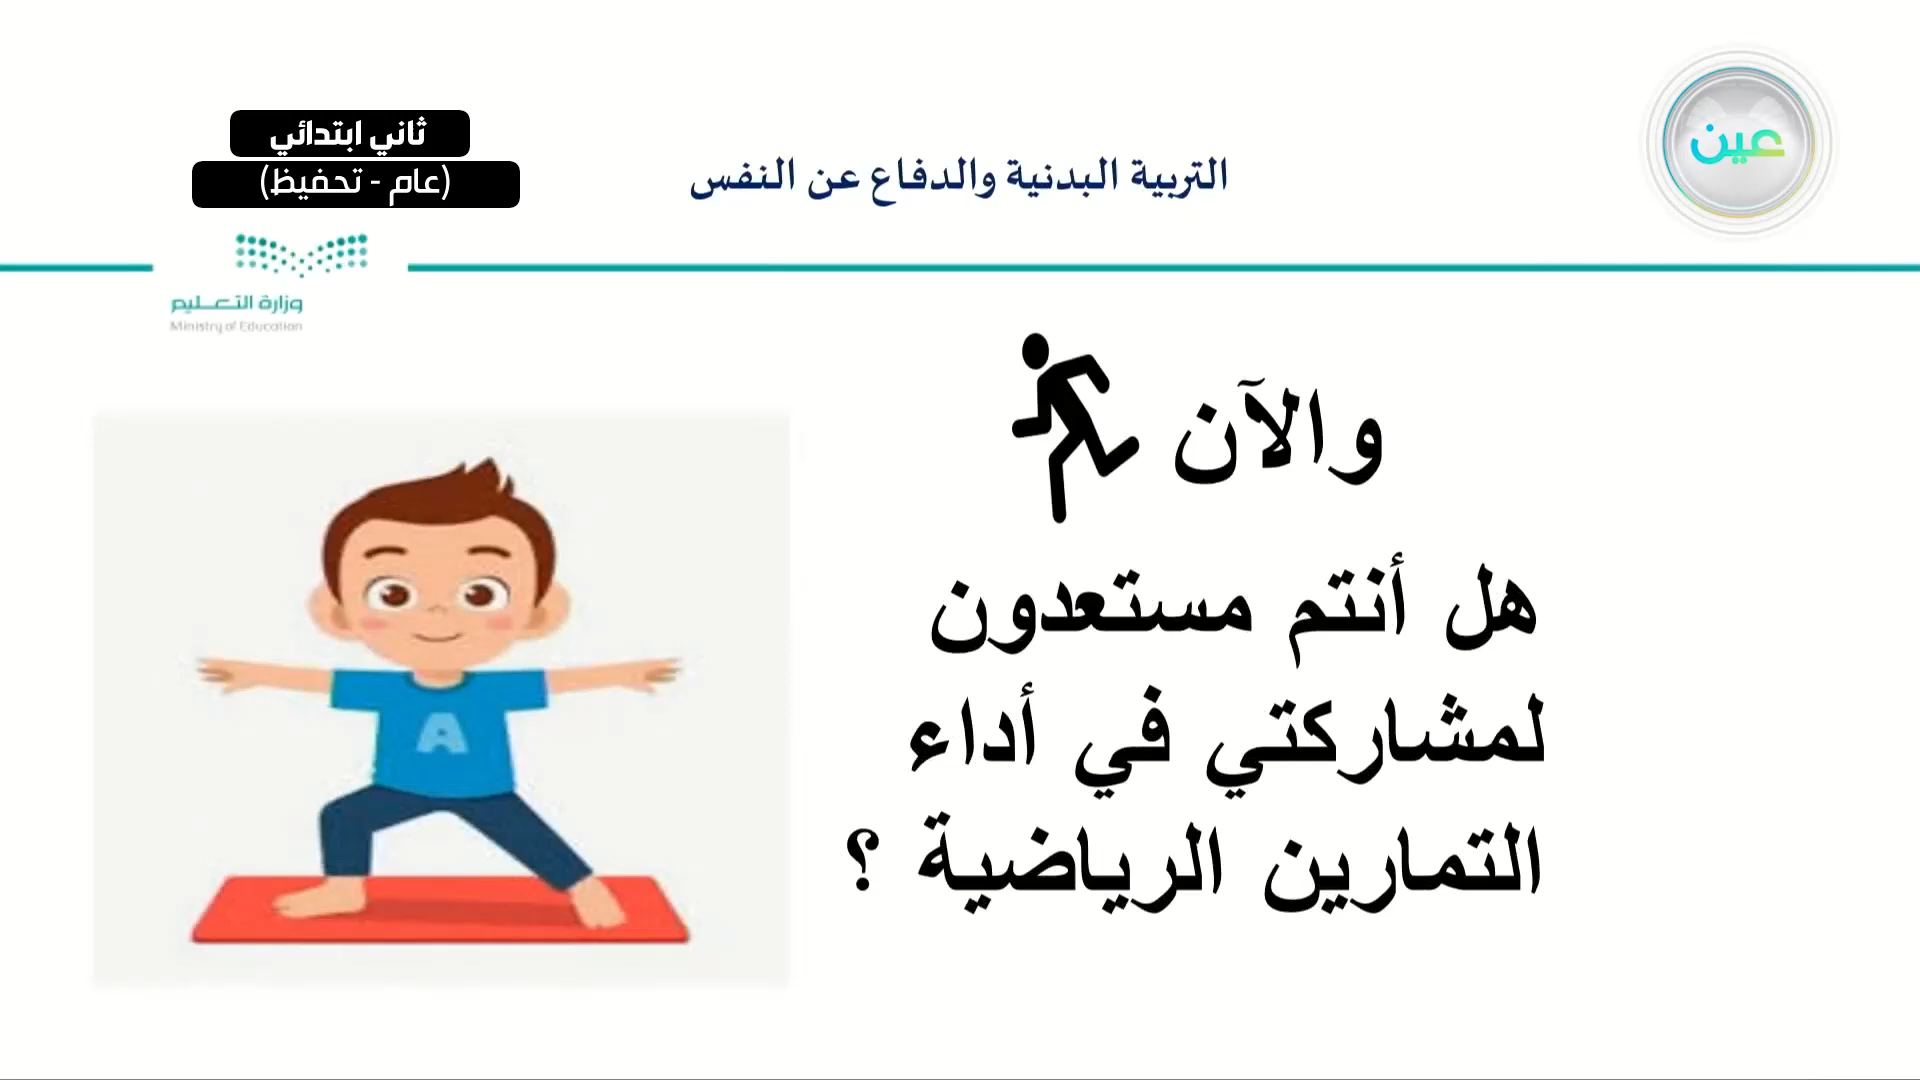 عين
ثاني ابتدائي
(عام - تحفيظ)
التربية البدنية والدفاع عن النفس
وزارة التعـــليم
Ministry of Education
والآن
هل أنتم مستعدون
لمشاركتي في أداء
التمارين الرياضية ؟
A